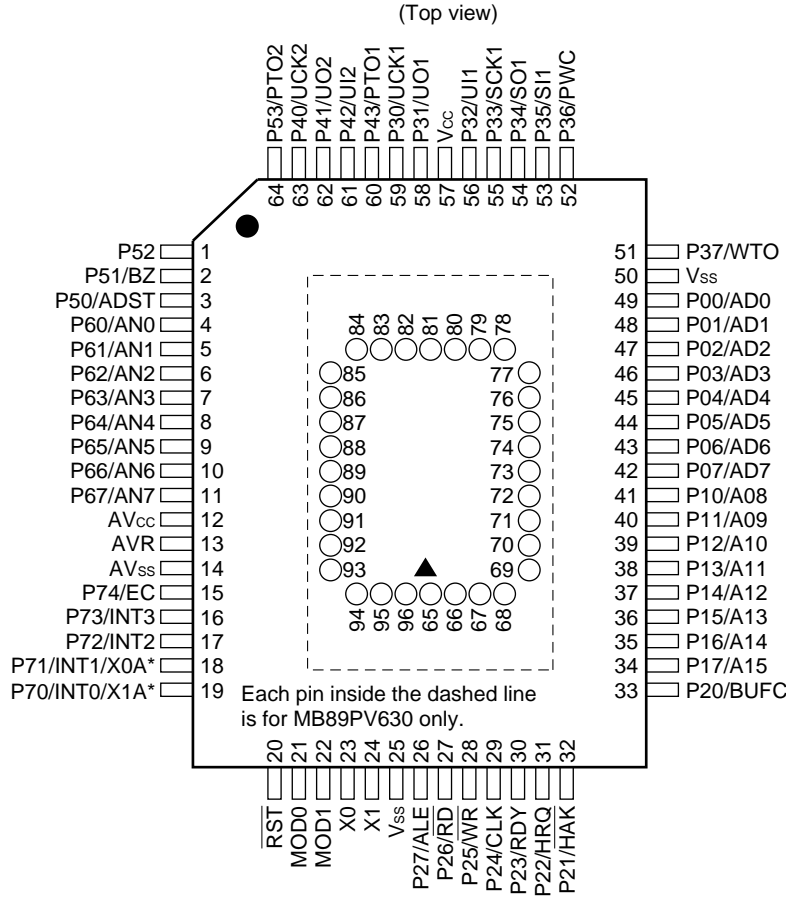 (Top view)
P53/PTO2
P40/UCK2
P41/UO2
P42/UI2
P43/PTO1
P30/UCK1
P31/UO1
Vcc
P32/UI1
P33/SCK1
P34/SO1
P35/SI1
P36/PWC
64 63 62 61 60 59 58 57 56 55 54 53 52
P52 1
P51/BZ 2
P50/ADST 3
P60/AN0 4
P61/AN1 5
P62/AN2 6
P63/AN3 7
P64/AN4 8
P65/AN5 9
P66/AN6 10
P67/AN7 11
AVcc 12
AVR 13
AVss 14
P74/EC 15
P73/INT3 16
P72/INT2 17
P71/INT1/X0A* 18
P70/INT0/X1A* 19
84 83 82 81 80 79 78
85 77
86 76
87 75
88 74
89 73
90 72
91 71
92 70
93 69
94 95 96 65 66 67 68
51 P37/WTO
50 Vss
49 P00/AD0
48 P01/AD1
47 P02/AD2
46 P03/AD3
45 P04/AD4
44 P05/AD5
43 P06/AD6
42 P07/AD7
41 P10/A08
40 P11/A09
39 P12/A10
38 P13/A11
37 P14/A12
36 P15/A13
35 P16/A14
34 P17/A15
33 P20/BUFC
Each pin inside the dashed line
is for MB89PV630 only.
20 21 22 23 24 25 26 27 28 29 30 31 32
RST
MOD0
MOD1
X0
X1
Vss
P27/ALE
P26/RD
P25/WR
P24/CLK
P23/RDY
P22/HRQ
P21/HAK